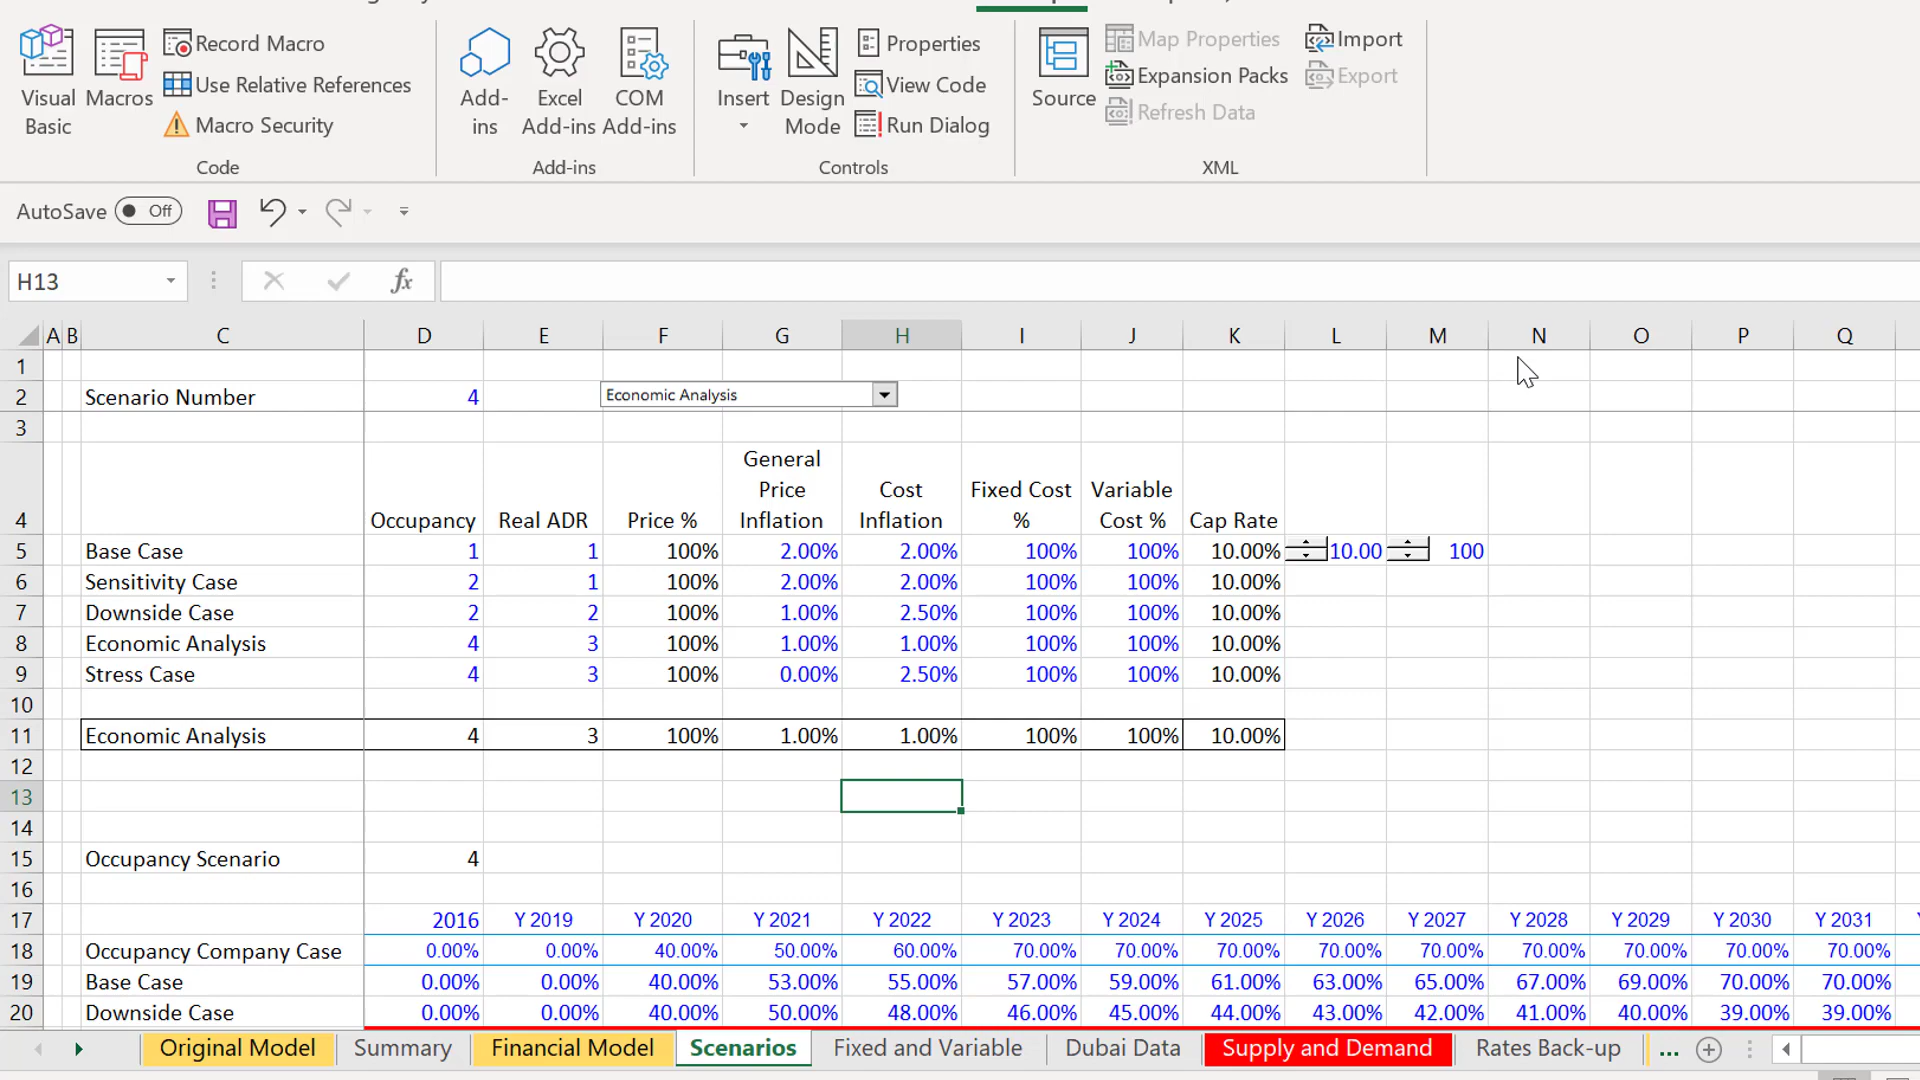 Record Macro
Use Relative References
Macro Security
Visual Basic
Macros
Code
Add-ins
Excel Add-ins
COM Add-ins
Add-ins
Insert
Design Mode
Properties
View Code
Run Dialog
Controls
Source
Map Properties
Expansion Packs
Refresh Data
Import
Export
XML
AutoSave Off
H13 fx
A B C D E F G H I J K L M N O P Q
1
2 Scenario Number 4 Economic Analysis
3
4 Occupancy Real ADR Price % General Price Inflation Cost Inflation Fixed Cost % Variable Cost % Cap Rate
5 Base Case 1 1 100% 2.00% 2.00% 100% 100% 10.00% 10.00 100
6 Sensitivity Case 2 1 100% 2.00% 2.00% 100% 100% 10.00%
7 Downside Case 2 2 100% 1.00% 2.50% 100% 100% 10.00%
8 Economic Analysis 4 3 100% 1.00% 1.00% 100% 100% 10.00%
9 Stress Case 4 3 100% 0.00% 2.50% 100% 100% 10.00%
10
11 Economic Analysis 4 3 100% 1.00% 1.00% 100% 100% 10.00%
12
13
14
15 Occupancy Scenario 4
16
17 2016 Y 2019 Y 2020 Y 2021 Y 2022 Y 2023 Y 2024 Y 2025 Y 2026 Y 2027 Y 2028 Y 2029 Y 2030 Y 2031
18 Occupancy Company Case 0.00% 0.00% 40.00% 50.00% 60.00% 70.00% 70.00% 70.00% 70.00% 70.00% 70.00% 70.00% 70.00% 70.00%
19 Base Case 0.00% 0.00% 40.00% 53.00% 55.00% 57.00% 59.00% 61.00% 63.00% 65.00% 67.00% 69.00% 70.00% 70.00%
20 Downside Case 0.00% 0.00% 40.00% 50.00% 48.00% 46.00% 45.00% 44.00% 43.00% 42.00% 41.00% 40.00% 39.00% 39.00%
Original Model Summary Financial Model Scenarios Fixed and Variable Dubai Data Supply and Demand Rates Back-up ...